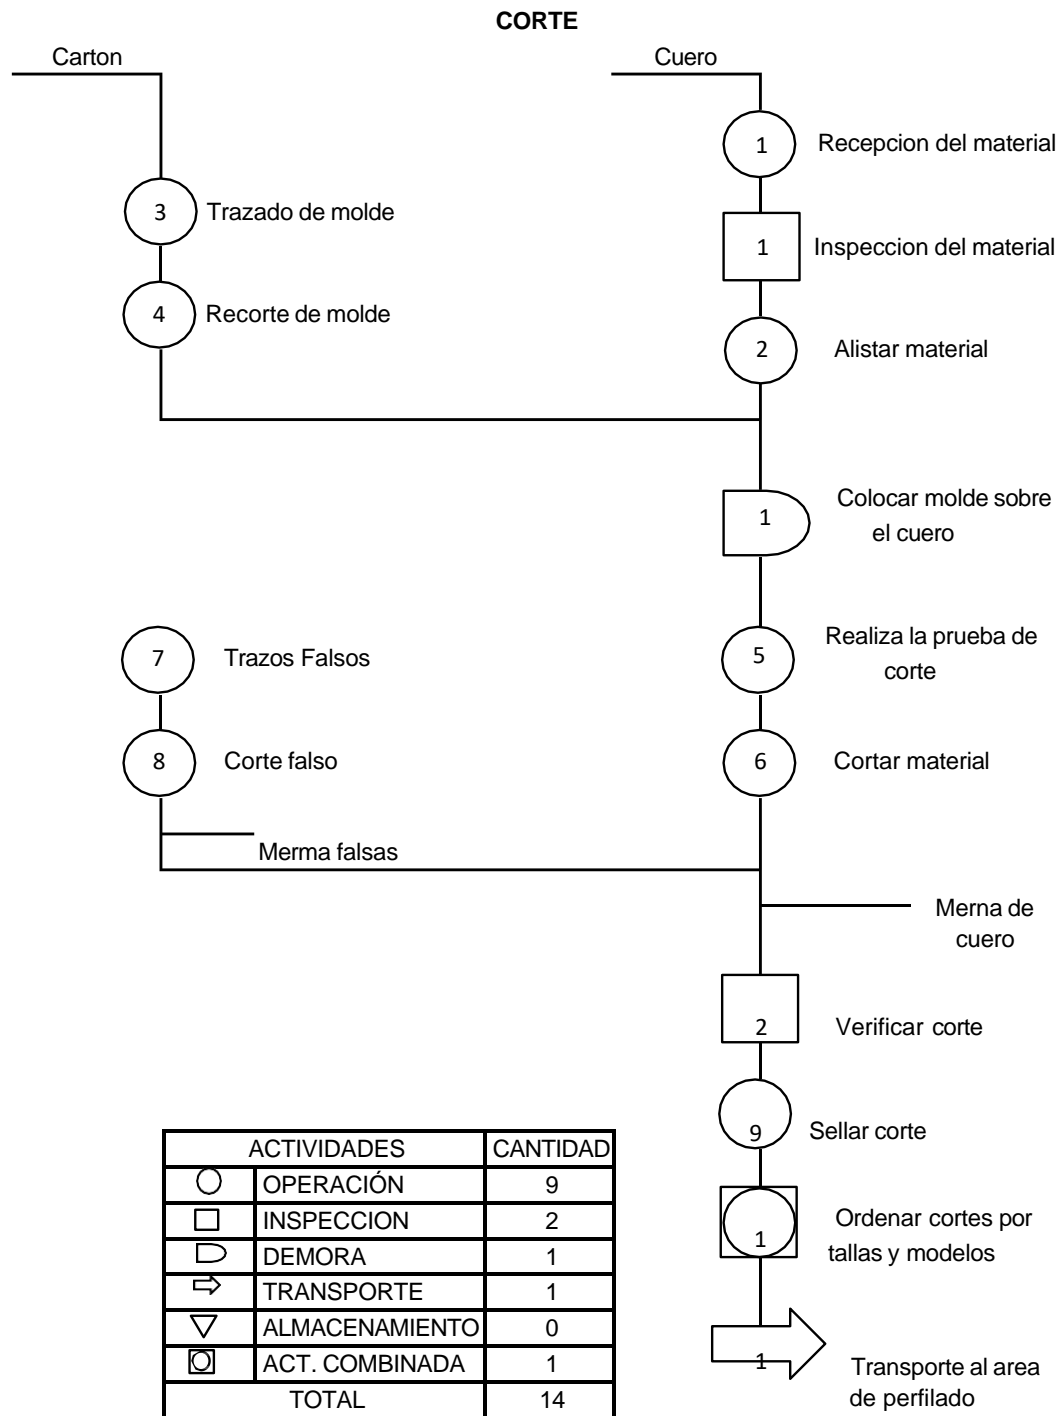 CORTE
Carton
Cuero
1
Recepcion del material
3
Trazado de molde
1
Inspeccion del material
4
Recorte de molde
2
Alistar material
1
Colocar molde sobre
el cuero
7
Trazos Falsos
5
Realiza la prueba de
corte
8
Corte falso
6
Cortar material
Merma falsas
Merna de
cuero
2
Verificar corte
9
Sellar corte
1
Ordenar cortes por
tallas y modelos
1
Transporte al area
de perfilado
ACTIVIDADES CANTIDAD
OPERACIÓN 9
INSPECCION 2
DEMORA 1
TRANSPORTE 1
ALMACENAMIENTO 0
ACT. COMBINADA 1
TOTAL 14